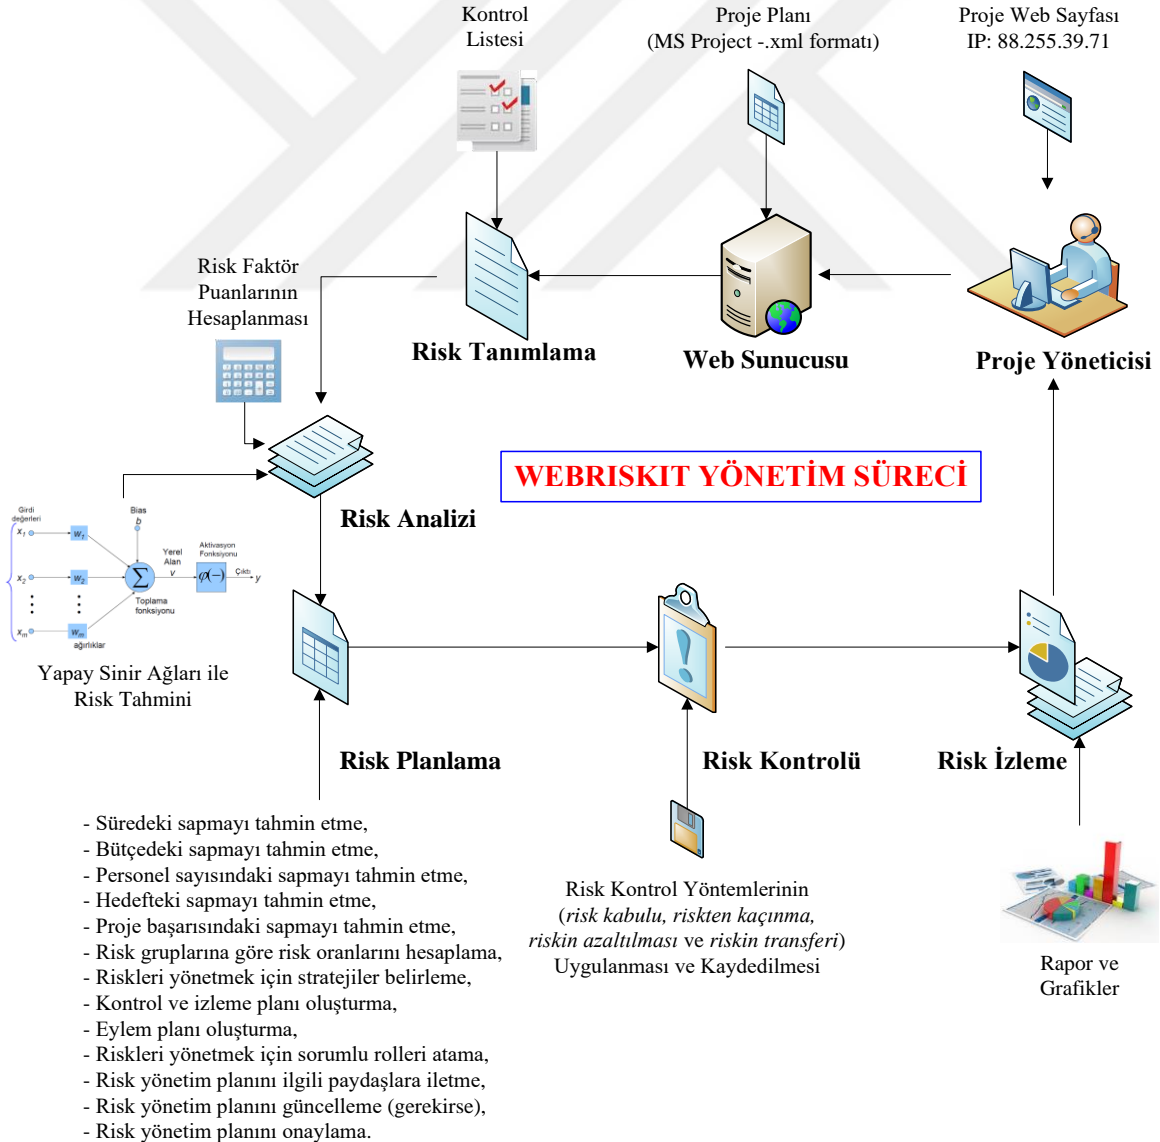 Kontrol
Listesi
Proje Planı
(MS Project -.xml formatı)
Proje Web Sayfası
IP: 88.255.39.71
Risk Faktör
Puanlarının
Hesaplanması
Risk Tanımlama
Web Sunucusu
Proje Yöneticisi
WEBRISKIT YÖNETİM SÜRECİ
Risk Analizi
Girdi
değerleri
x1
x2
xm
w1
w2
wm
ağırlıklar
Bias
b
∑
Toplama
fonksiyonu
Yerel
Alan
v
Aktivasyon
Fonksiyonu
φ(−)
Çıktı
y
Yapay Sinir Ağları ile
Risk Tahmini
Risk Planlama
Risk Kontrolü
Risk İzleme
- Süredeki sapmayı tahmin etme,
- Bütçedeki sapmayı tahmin etme,
- Personel sayısındaki sapmayı tahmin etme,
- Hedefteki sapmayı tahmin etme,
- Proje başarısındaki sapmayı tahmin etme,
- Risk gruplarına göre risk oranlarını hesaplama,
- Riskleri yönetmek için stratejiler belirleme,
- Kontrol ve izleme planı oluşturma,
- Eylem planı oluşturma,
- Riskleri yönetmek için sorumlu rolleri atama,
- Risk yönetim planını ilgili paydaşlara iletme,
- Risk yönetim planını güncelleme (gerekirse),
- Risk yönetim planını onaylama.
Risk Kontrol Yöntemlerinin
(risk kabulu, riskten kaçınma,
riskin azaltılması ve riskin transferi)
Uygulanması ve Kaydedilmesi
Rapor ve
Grafikler